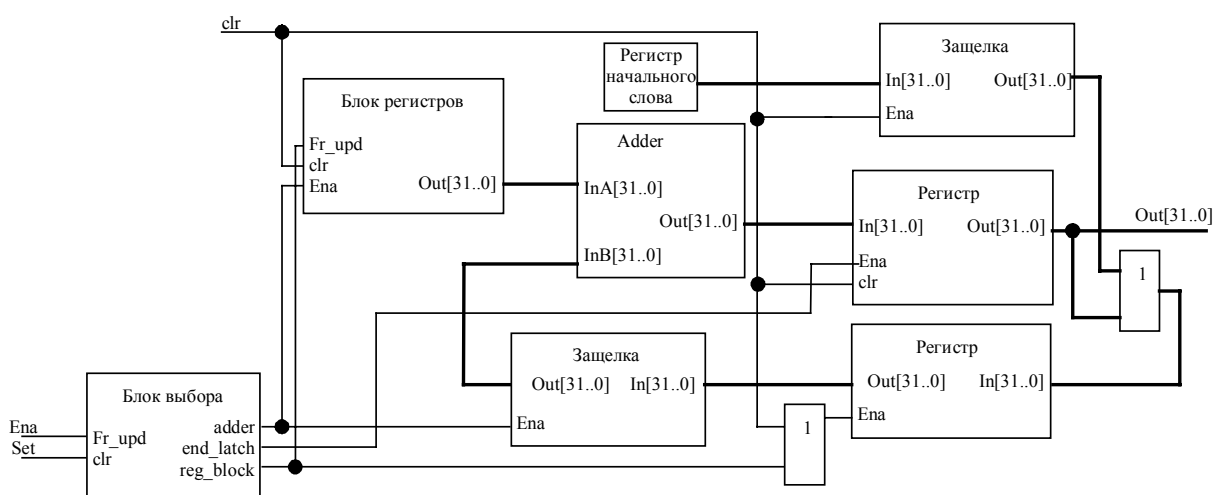 clr
Защелка
In[31..0] Out[31..0]
Ena
Регистр
начального
слова
Блок регистров
Fr_upd
clr
Ena
Out[31..0]
Adder
InA[31..0]
Out[31..0]
InB[31..0]
Регистр
In[31..0] Out[31..0]
Ena
clr
Out[31..0]
1
Защелка
Out[31..0] In[31..0]
Ena
Регистр
Out[31..0] In[31..0]
Ena
1
Блок выбора
Ena
Set
Fr_upd
clr
adder
end_latch
reg_block